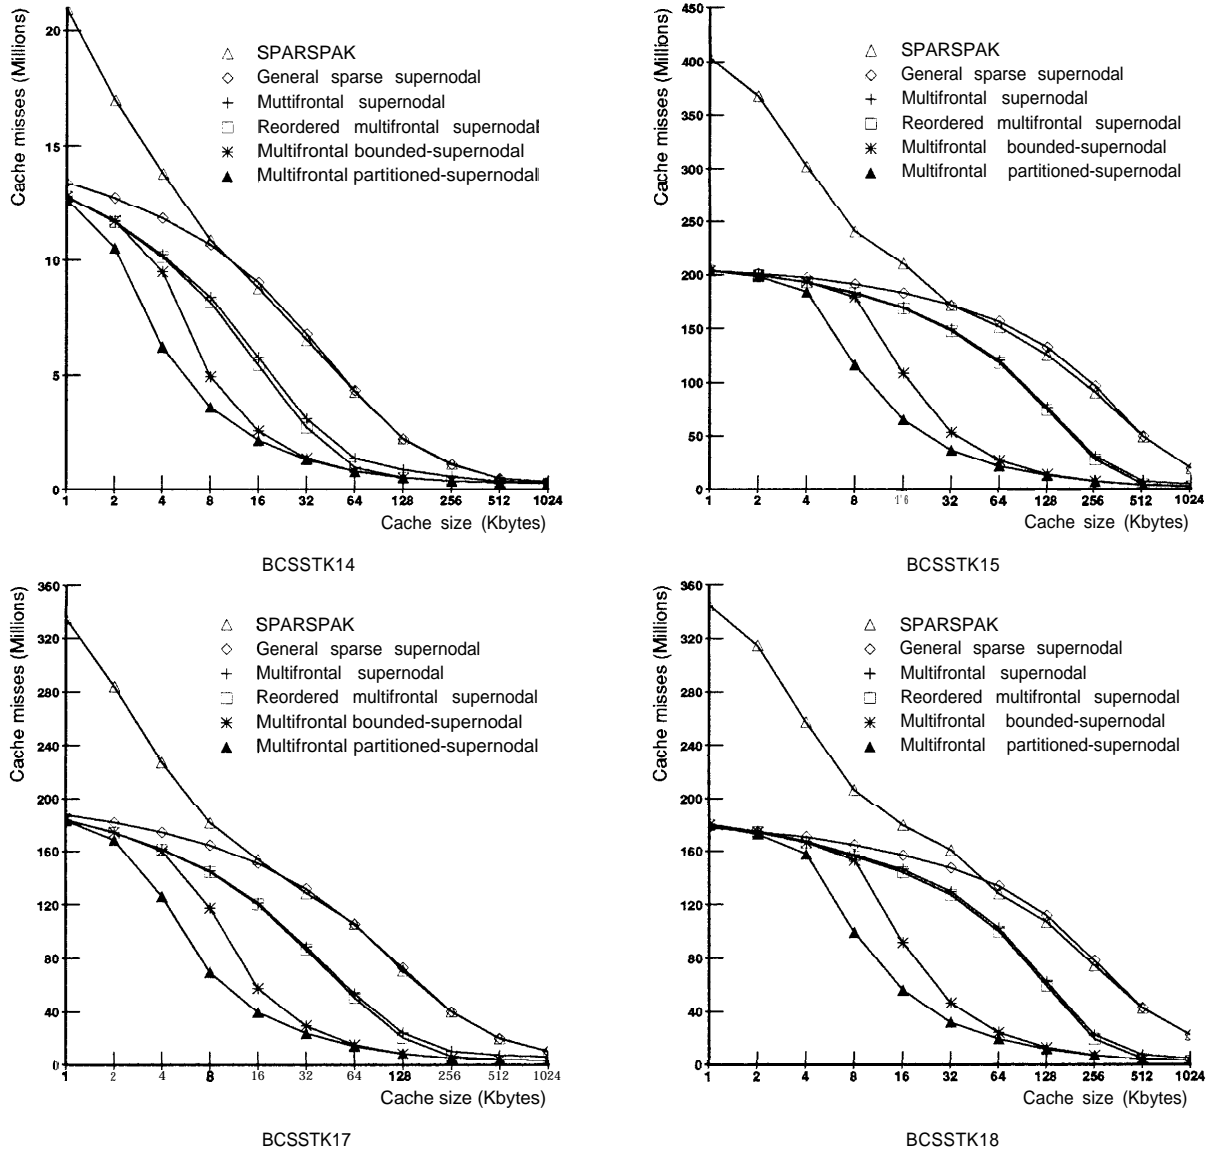 Cache misses (Millions)
20
15
10
5
0
SPARSPAK
General sparse supernodal
Muttifrontal supernodal
Reordered multifrontal supernodal
Multifrontal bounded-supernodal
Multifrontal partitioned-supernodal
1 2 4 8 16 32 64 128 256 512 1024
Cache size (Kbytes)
BCSSTK14
Cache misses (Millions)
450
400
350
300
250
200
150
100
50
0
SPARSPAK
General sparse supernodal
Multifrontal supernodal
Reordered multifrontal supernodal
Multifrontal bounded-supernodal
Multifrontal partitioned-supernodal
1 2 4 8 1"6 32 64 128 256 512 1024
Cache size (Kbytes)
BCSSTK15
Cache misses (Millions)
360
320
280
240
200
160
120
80
40
0
SPARSPAK
General sparse supernodal
Multifrontal supernodal
Reordered multifrontal supernodal
Multifrontal bounded-supernodal
Multifrontal partitioned-supernodal
1 2 4 8 16 32 64 128 256 512 1024
Cache size (Kbytes)
BCSSTK17
Cache misses (Millions)
360
320
280
240
200
160
120
80
40
0
SPARSPAK
General sparse supernodal
Multifrontal supernodal
Reordered multifrontal supernodal
Multifrontal bounded-supernodal
Multifrontal partitioned-supernodal
1 2 4 8 16 32 64 128 256 512 1024
Cache size (Kbytes)
BCSSTK18